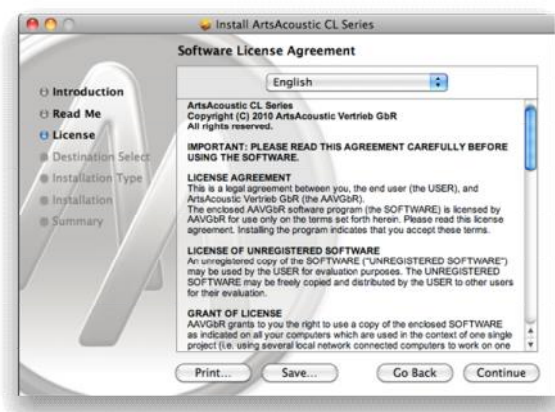 Install ArtsAcoustic CL Series
Software License Agreement
Introduction
Read Me
License
Destination Select
Installation Type
Installation
Summary
English
ArtsAcoustic CL Series
Copyright (C) 2010 ArtsAcoustic Vertrieb GbR
All rights reserved.
IMPORTANT: PLEASE READ THIS AGREEMENT CAREFULLY BEFORE
USING THE SOFTWARE.
LICENSE AGREEMENT
This is a legal agreement between you, the end user (the USER), and
ArtsAcoustic Vertrieb GbR (the AAVGbR).
The enclosed AAVGbR software program (the SOFTWARE) is licensed by
AAVGbR for use only on the terms set forth herein. Please read this license
agreement. Installing the program indicates that you accept these terms.
LICENSE OF UNREGISTERED SOFTWARE
An unregistered copy of the SOFTWARE ("UNREGISTERED SOFTWARE")
may be used by the USER for evaluation purposes. The UNREGISTERED
SOFTWARE may be freely copied and distributed by the USER to other users
for their evaluation.
GRANT OF LICENSE
AAVGbR grants to you the right to use a copy of the enclosed SOFTWARE
as indicated on all your computers which are used in the context of one single
project (i.e. using several local network connected computers to work on one
Print...
Save...
Go Back
Continue